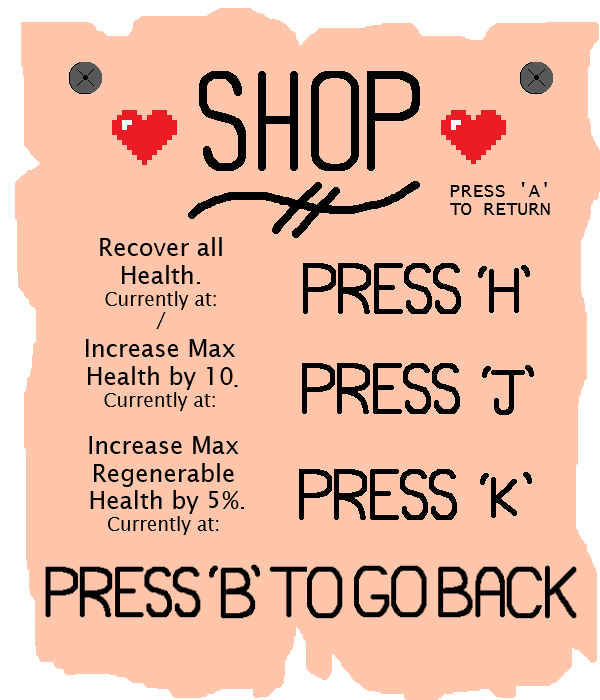 SHOP
PRESS 'A'
TO RETURN
Recover all
Health.
Currently at:
/
PRESS 'H'
Increase Max
Health by 10.
Currently at:
PRESS 'J'
Increase Max
Regenerable
Health by 5%.
Currently at:
PRESS 'K'
PRESS 'B' TO GO BACK